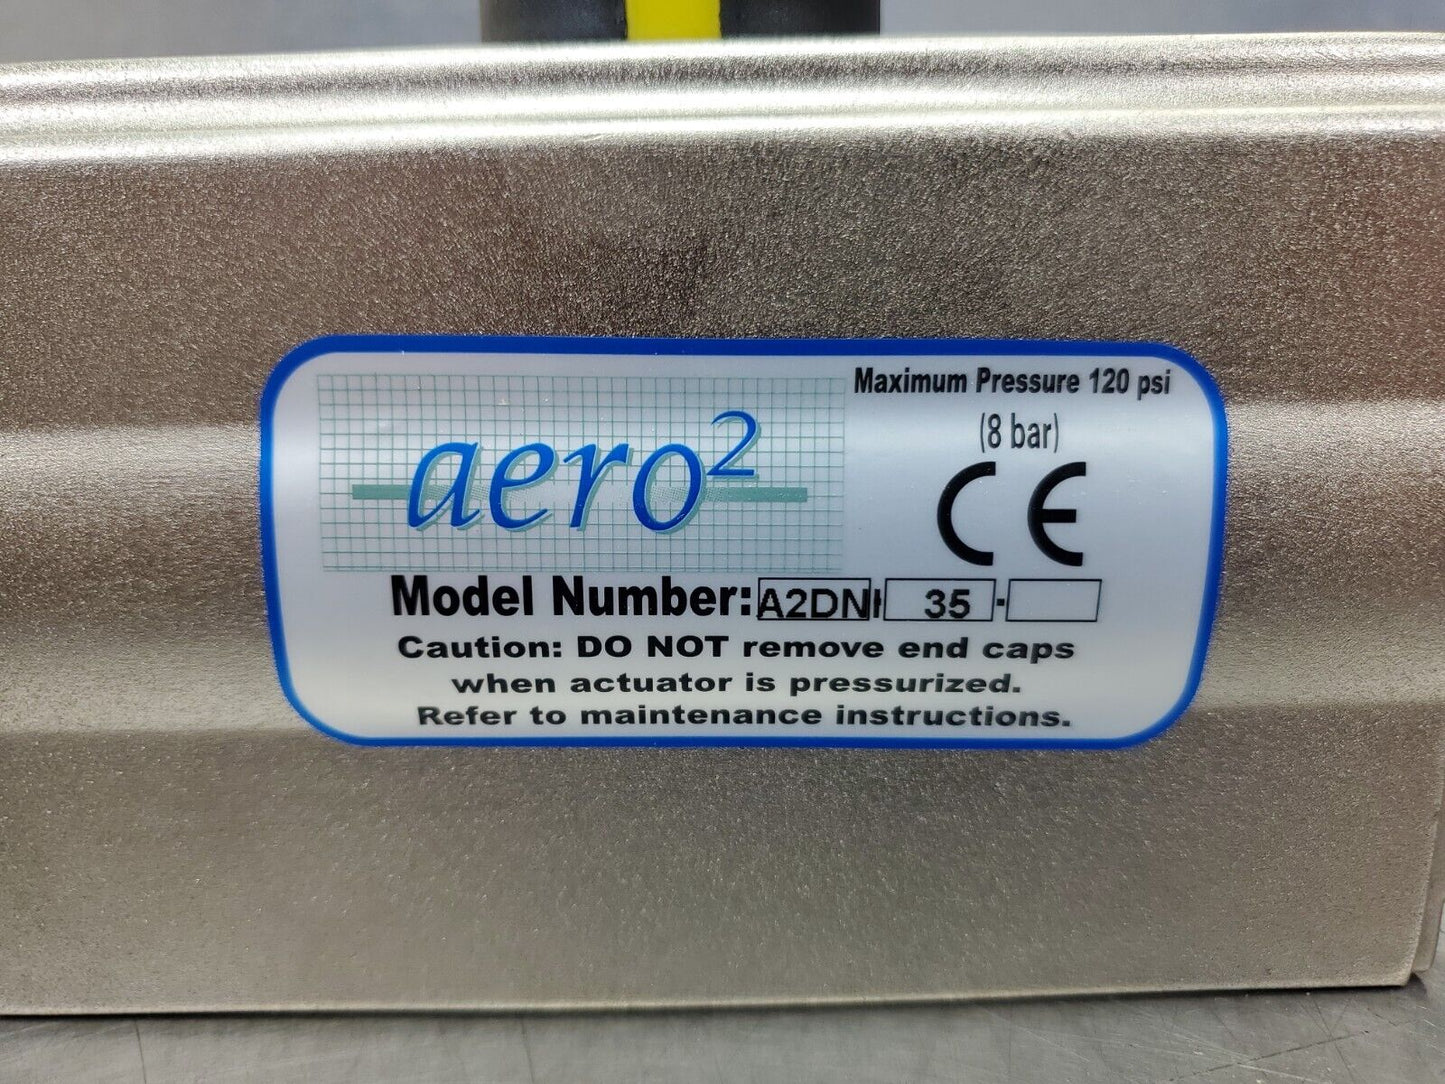 Maximum Pressure 120 psi
(8 bar)
aero²
CE
Model Number: A2DN - 35 -
Caution: DO NOT remove end caps
when actuator is pressurized.
Refer to maintenance instructions.